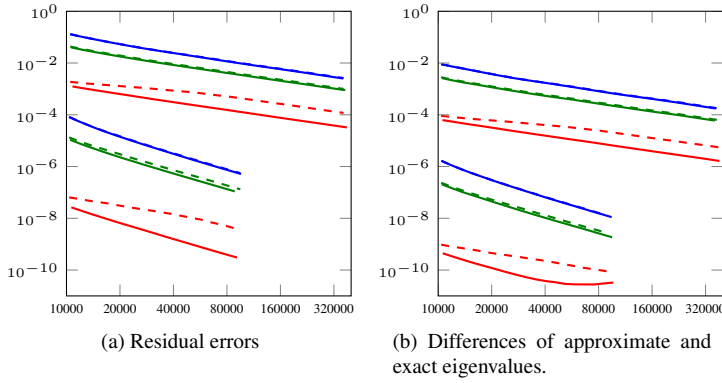 10^0
10^−2
10^−4
10^−6
10^−8
10^−10
10000 20000 40000 80000 160000 320000
(a) Residual errors
10^0
10^−2
10^−4
10^−6
10^−8
10^−10
10000 20000 40000 80000 160000 320000
(b) Differences of approximate and
exact eigenvalues.